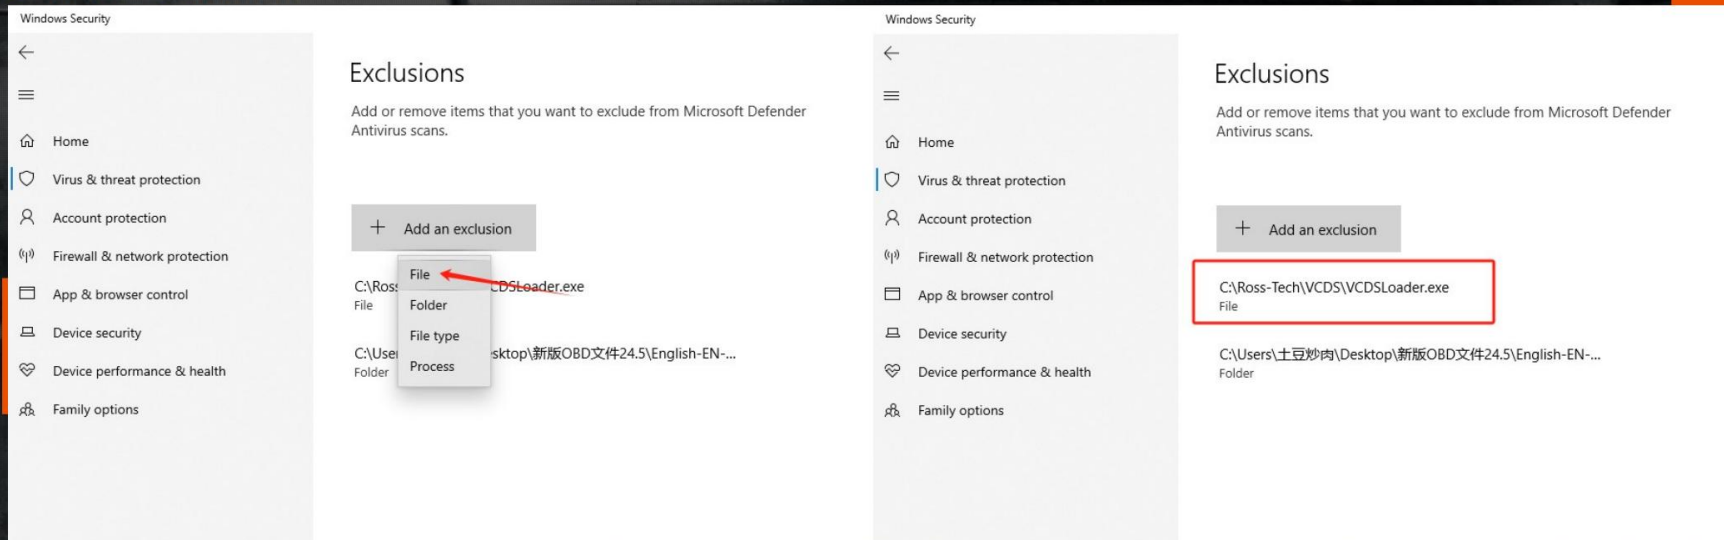 Windows Security
Exclusions
Add or remove items that you want to exclude from Microsoft Defender
Antivirus scans.
Home
Virus & threat protection
Account protection
Firewall & network protection
App & browser control
Device security
Device performance & health
Family options
Add an exclusion
File
Folder
File type
Process
C:\Ross CDSLoader.exe
File
C:\Use sktop\新版OBD文件24.5\English-EN-...
Folder
Windows Security
Exclusions
Add or remove items that you want to exclude from Microsoft Defender
Antivirus scans.
Home
Virus & threat protection
Account protection
Firewall & network protection
App & browser control
Device security
Device performance & health
Family options
Add an exclusion
C:\Ross-Tech\VCDS\VCDSLoader.exe
File
C:\Users\土豆炒肉\Desktop\新版OBD文件24.5\English-EN-...
Folder